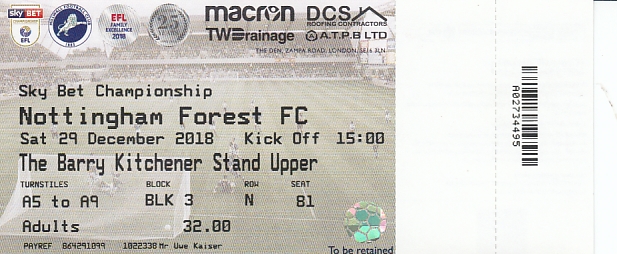 sky BET
EFL
EFL
FAMILY
EXCELLENCE
2018
25
macron DCS
ROOFING CONTRACTORS
TW Drainage A.T.P.B LTD
THE DEN, ZAMPA ROAD, LONDON, SE16 3LN
Sky Bet Championship
Nottingham Forest FC
Sat 29 December 2018 Kick Off 15:00
The Barry Kitchener Stand Upper
TURNSTILES BLOCK ROW SEAT
A5 to A9 BLK 3 N 81
Adults 32.00
PAYREF 864291099 1022338 Mr Uwe Kaiser
To be retained
A02734495